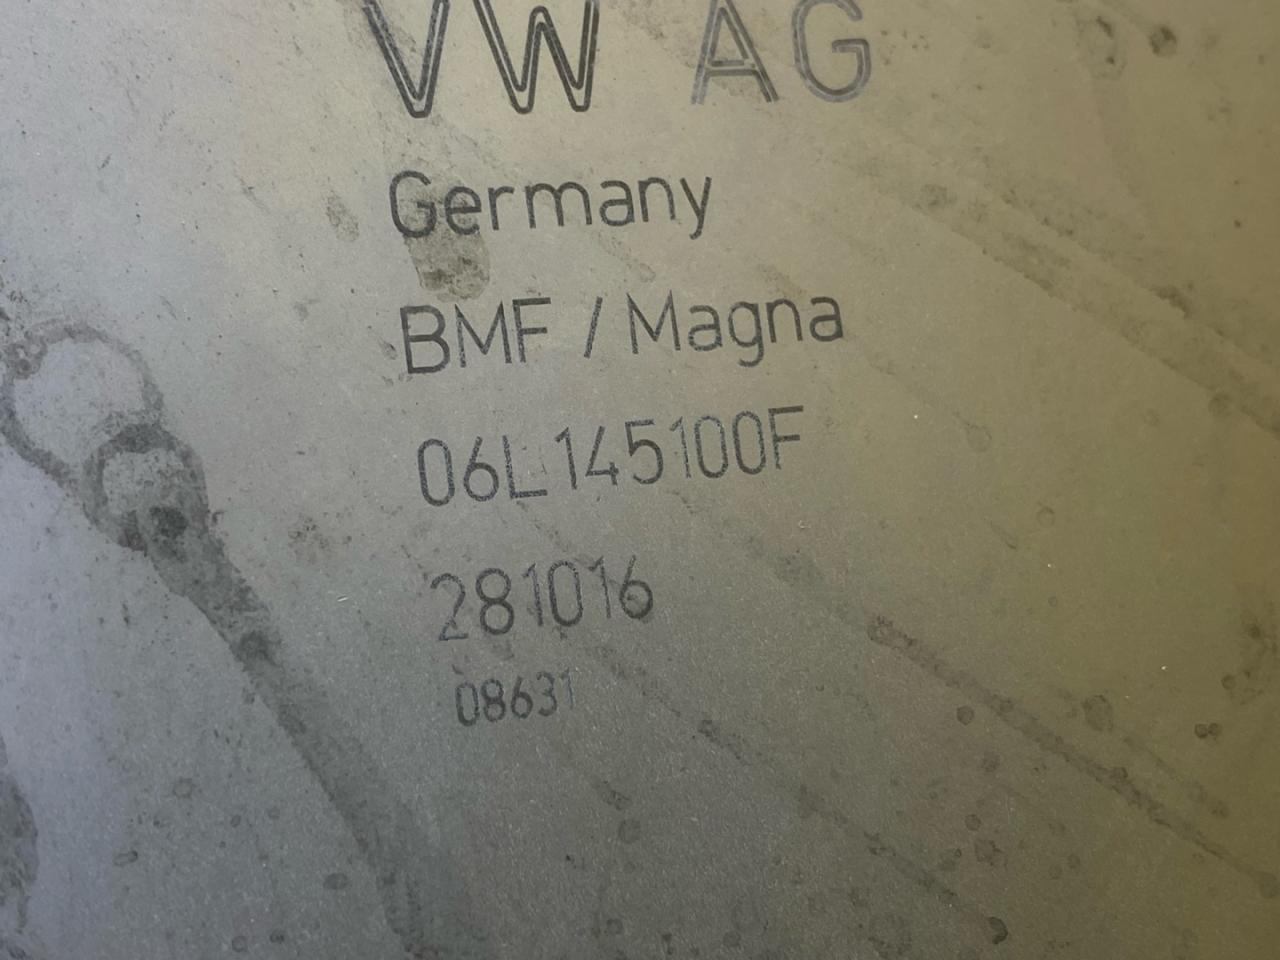 VW AG
Germany
BMF / Magna
06L145100F
281016
08631